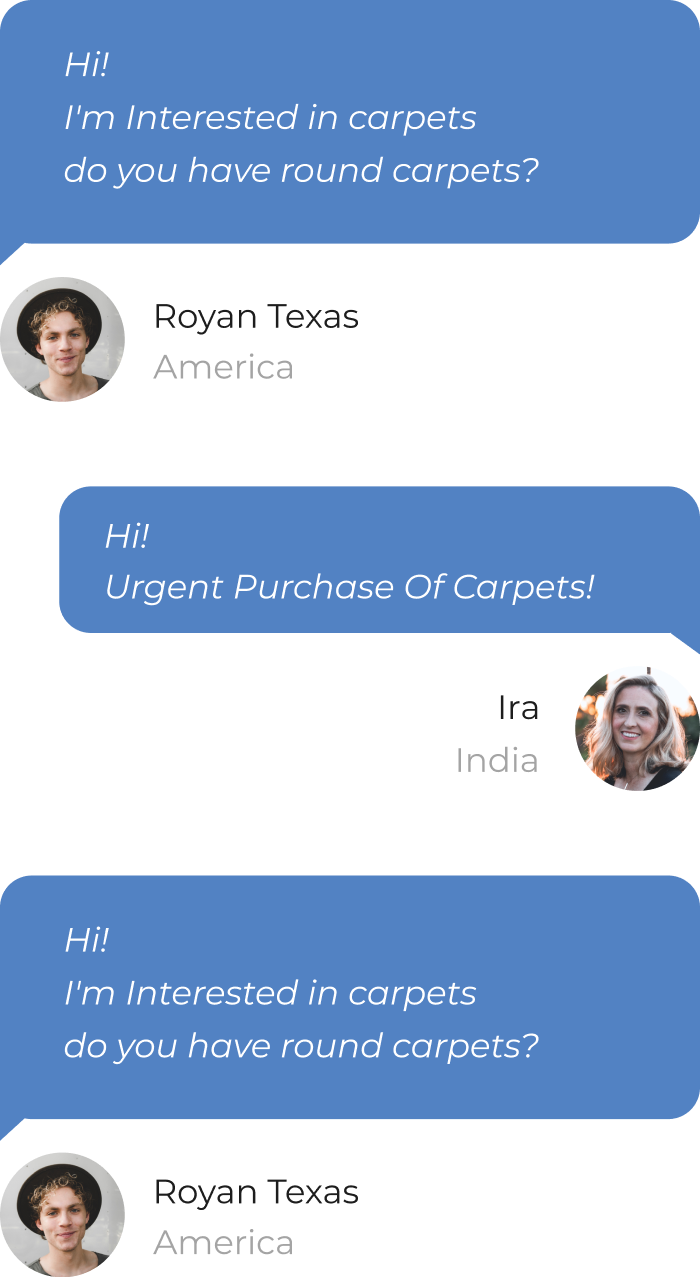 Hi!
I'm Interested in carpets
do you have round carpets?
Royan Texas
America
Hi!
Urgent Purchase Of Carpets!
Ira
India
Hi!
I'm Interested in carpets
do you have round carpets?
Royan Texas
America